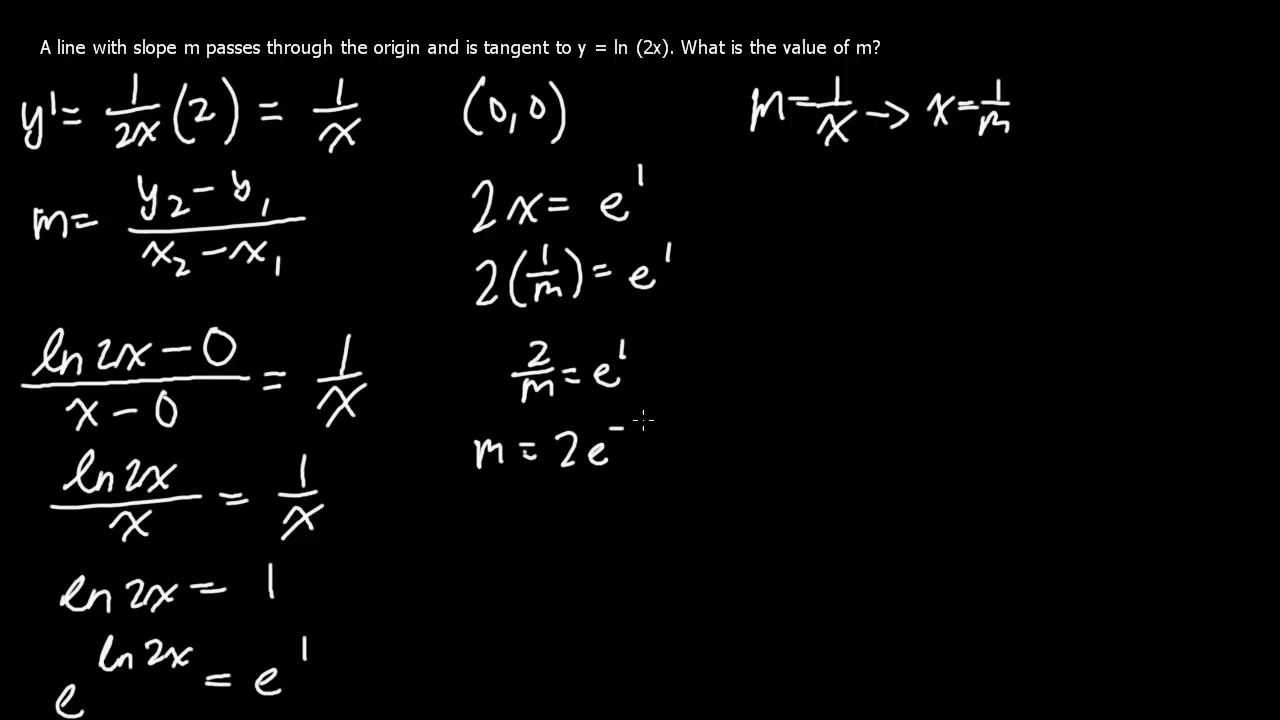 A line with slope m passes through the origin and is tangent to y = ln (2x). What is the value of m?
y' = 1/2x (2) = 1/x
m = y₂ - y₁ / x₂ - x₁
ln 2x - 0 / x - 0 = 1/x
ln 2x / x = 1/x
ln 2x = 1
e^ln 2x = e^1
(0, 0)
2x = e^1
2(1/m) = e^1
2/m = e^1
m = 2e^-
m = 1/x → x = 1/m